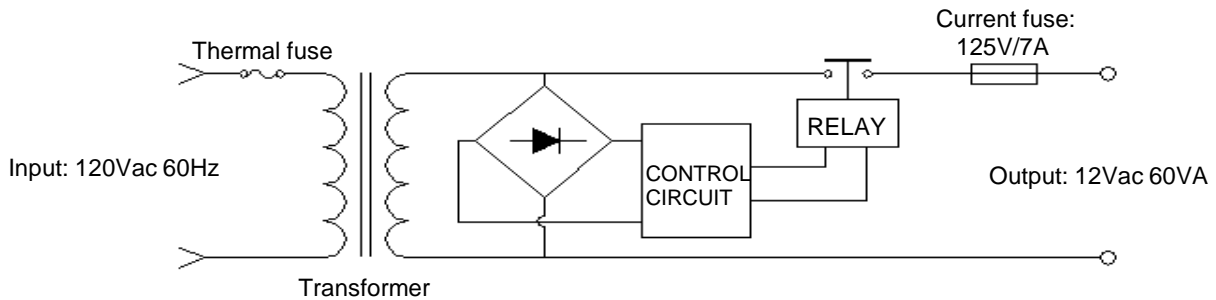 Current fuse:
125V/7A
Thermal fuse
RELAY
Input: 120Vac 60Hz
CONTROL
CIRCUIT
Output: 12Vac 60VA
Transformer